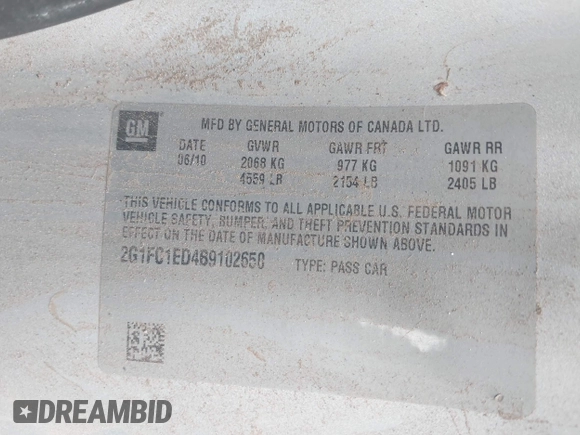 GM
MFD BY GENERAL MOTORS OF CANADA LTD.
DATE GVWR GAWR FRT GAWR RR
06/10 2068 KG 977 KG 1091 KG
4559 LB 2154 LB 2405 LB
THIS VEHICLE CONFORMS TO ALL APPLICABLE U.S. FEDERAL MOTOR
VEHICLE SAFETY, BUMPER, AND THEFT PREVENTION STANDARDS IN
EFFECT ON THE DATE OF MANUFACTURE SHOWN ABOVE.
2G1FC1ED4B9102650 TYPE: PASS CAR
DREAMBID